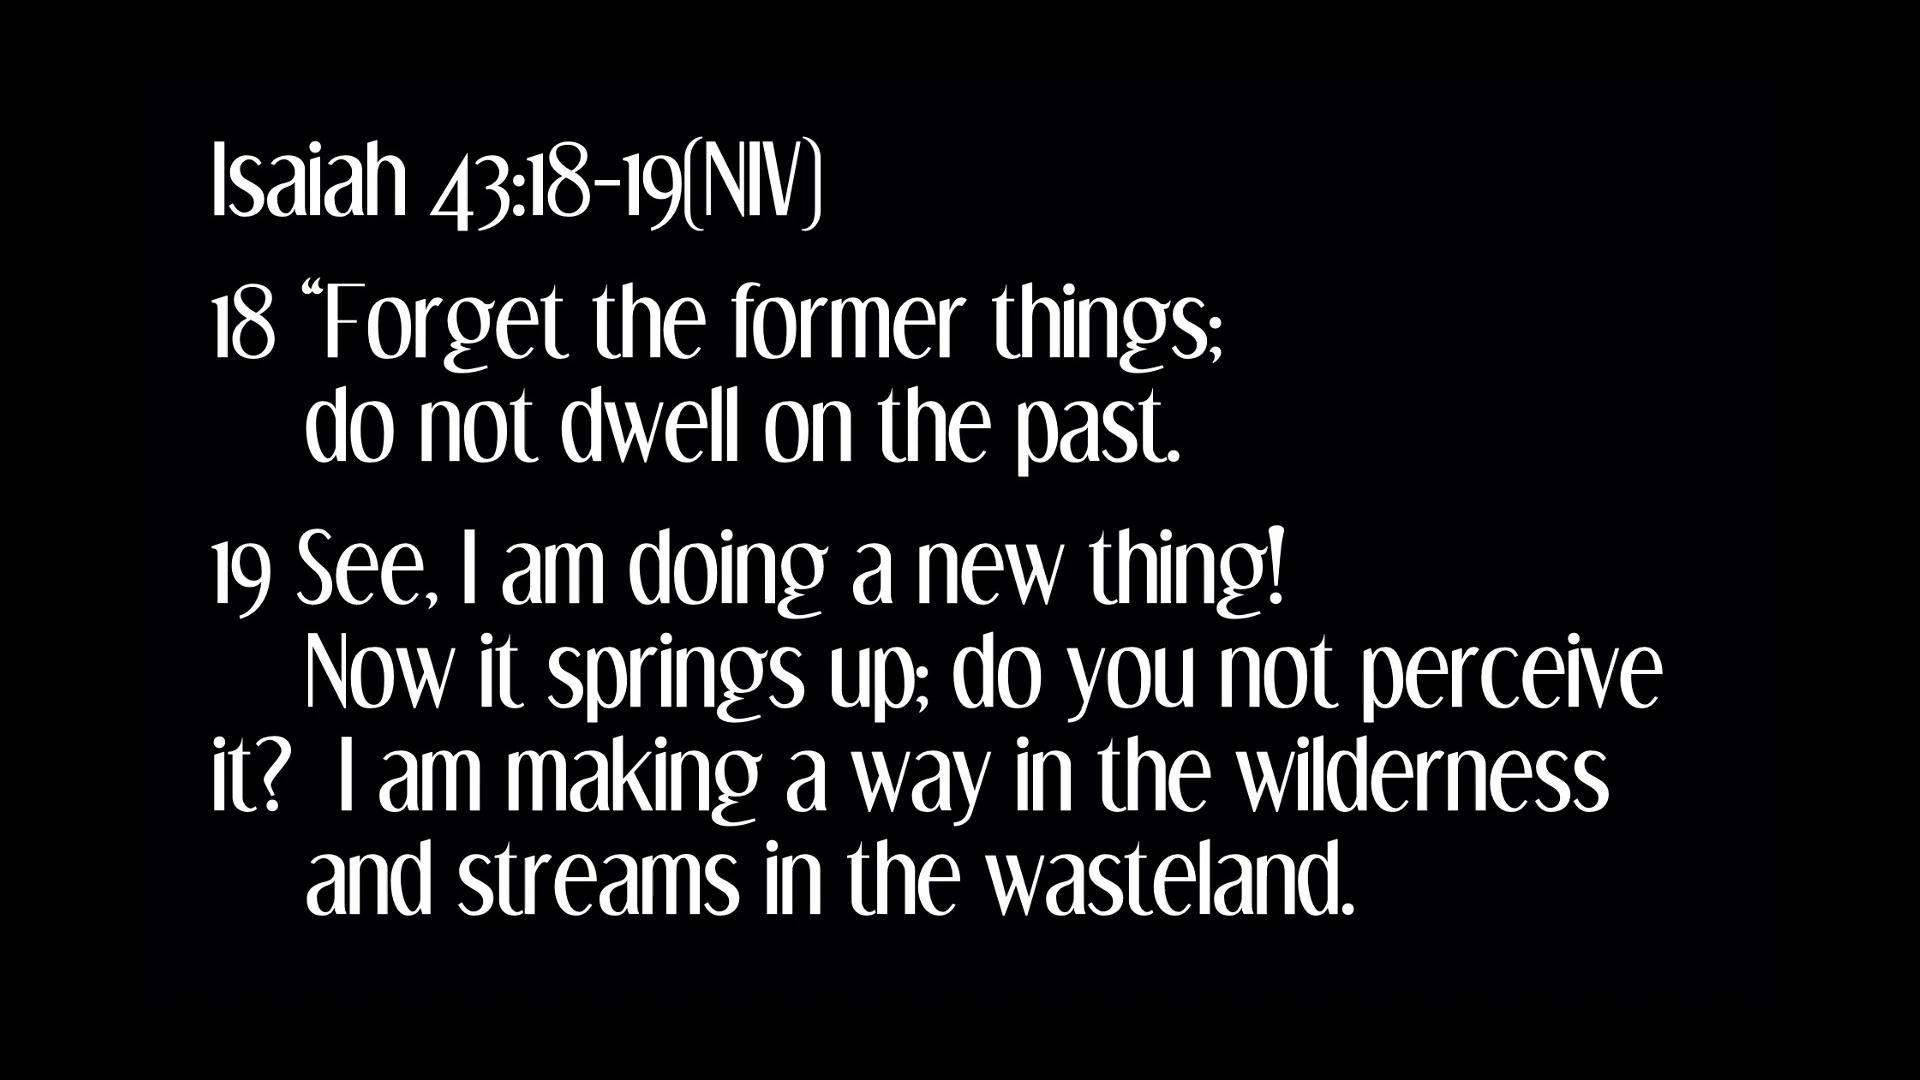 Isaiah 43:18-19(NIV)
18 “Forget the former things;
do not dwell on the past.
19 See, I am doing a new thing!
Now it springs up; do you not perceive
it?  I am making a way in the wilderness
and streams in the wasteland.